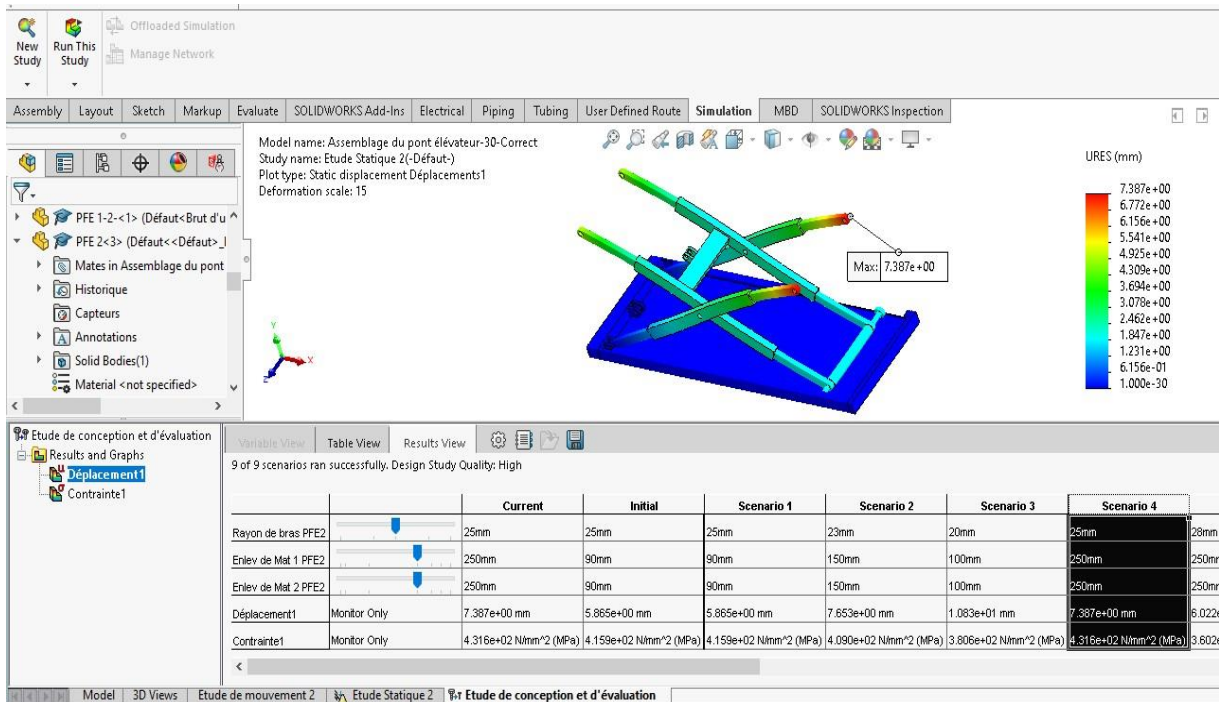 New Study
Run This Study
Offloaded Simulation
Manage Network
Assembly Layout Sketch Markup Evaluate SOLIDWORKS Add-Ins Electrical Piping Tubing User Defined Route Simulation MBD SOLIDWORKS Inspection
PFE 1-2-<1> (Défaut<Brut d'u
PFE 2<3> (Défaut<<Défaut>_
Mates in Assemblage du pont
Historique
Capteurs
Annotations
Solid Bodies(1)
Material <not specified>
Model name: Assemblage du pont élévateur-30-Correct
Study name: Etude Statique 2(-Défaut-)
Plot type: Static displacement Déplacements1
Deformation scale: 15
Y
X
Z
Max: 7.387e+00
URES (mm)
7.387e+00
6.772e+00
6.156e+00
5.541e+00
4.925e+00
4.309e+00
3.694e+00
3.078e+00
2.462e+00
1.847e+00
1.231e+00
6.156e-01
1.000e-30
Etude de conception et d'évaluation
Results and Graphs
Déplacement1
Contrainte1
Variable View Table View Results View
9 of 9 scenarios ran successfully. Design Study Quality: High
Current Initial Scenario 1 Scenario 2 Scenario 3 Scenario 4
Rayon de bras PFE2 25mm 25mm 25mm 23mm 20mm 25mm 28mm
Enlev de Mat 1 PFE2 250mm 90mm 90mm 150mm 100mm 250mm 250mm
Enlev de Mat 2 PFE2 250mm 90mm 90mm 150mm 100mm 250mm 250mm
Déplacement1 Monitor Only 7.387e+00 mm 5.865e+00 mm 5.865e+00 mm 7.653e+00 mm 1.083e+01 mm 7.387e+00 mm 6.022e
Contrainte1 Monitor Only 4.316e+02 N/mm^2 (MPa) 4.159e+02 N/mm^2 (MPa) 4.159e+02 N/mm^2 (MPa) 4.090e+02 N/mm^2 (MPa) 3.806e+02 N/mm^2 (MPa) 4.316e+02 N/mm^2 (MPa) 3.602e
Model 3D Views Etude de mouvement 2 Etude Statique 2 Etude de conception et d'évaluation